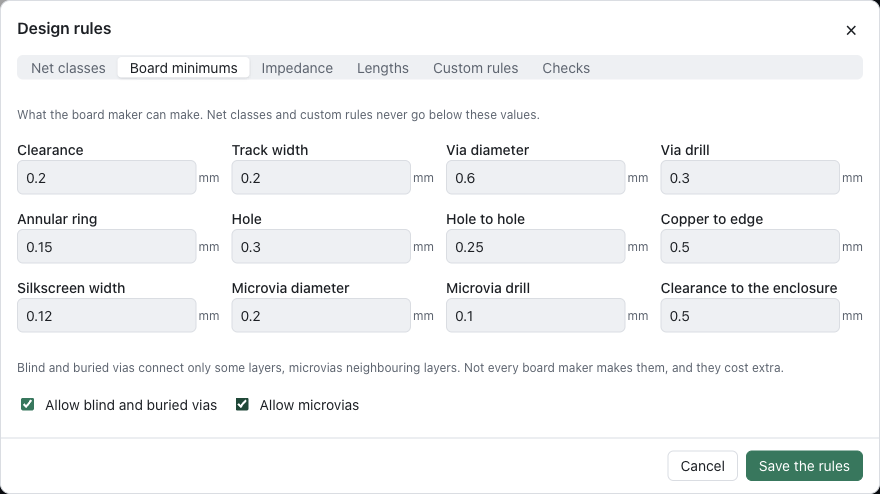 Design rules
Net classes Board minimums Impedance Lengths Custom rules Checks
What the board maker can make. Net classes and custom rules never go below these values.
Clearance Track width Via diameter Via drill
0.2 mm 0.2 mm 0.6 mm 0.3 mm
Annular ring Hole Hole to hole Copper to edge
0.15 mm 0.3 mm 0.25 mm 0.5 mm
Silkscreen width Microvia diameter Microvia drill Clearance to the enclosure
0.12 mm 0.2 mm 0.1 mm 0.5 mm
Blind and buried vias connect only some layers, microvias neighbouring layers. Not every board maker makes them, and they cost extra.
Allow blind and buried vias Allow microvias
Cancel Save the rules